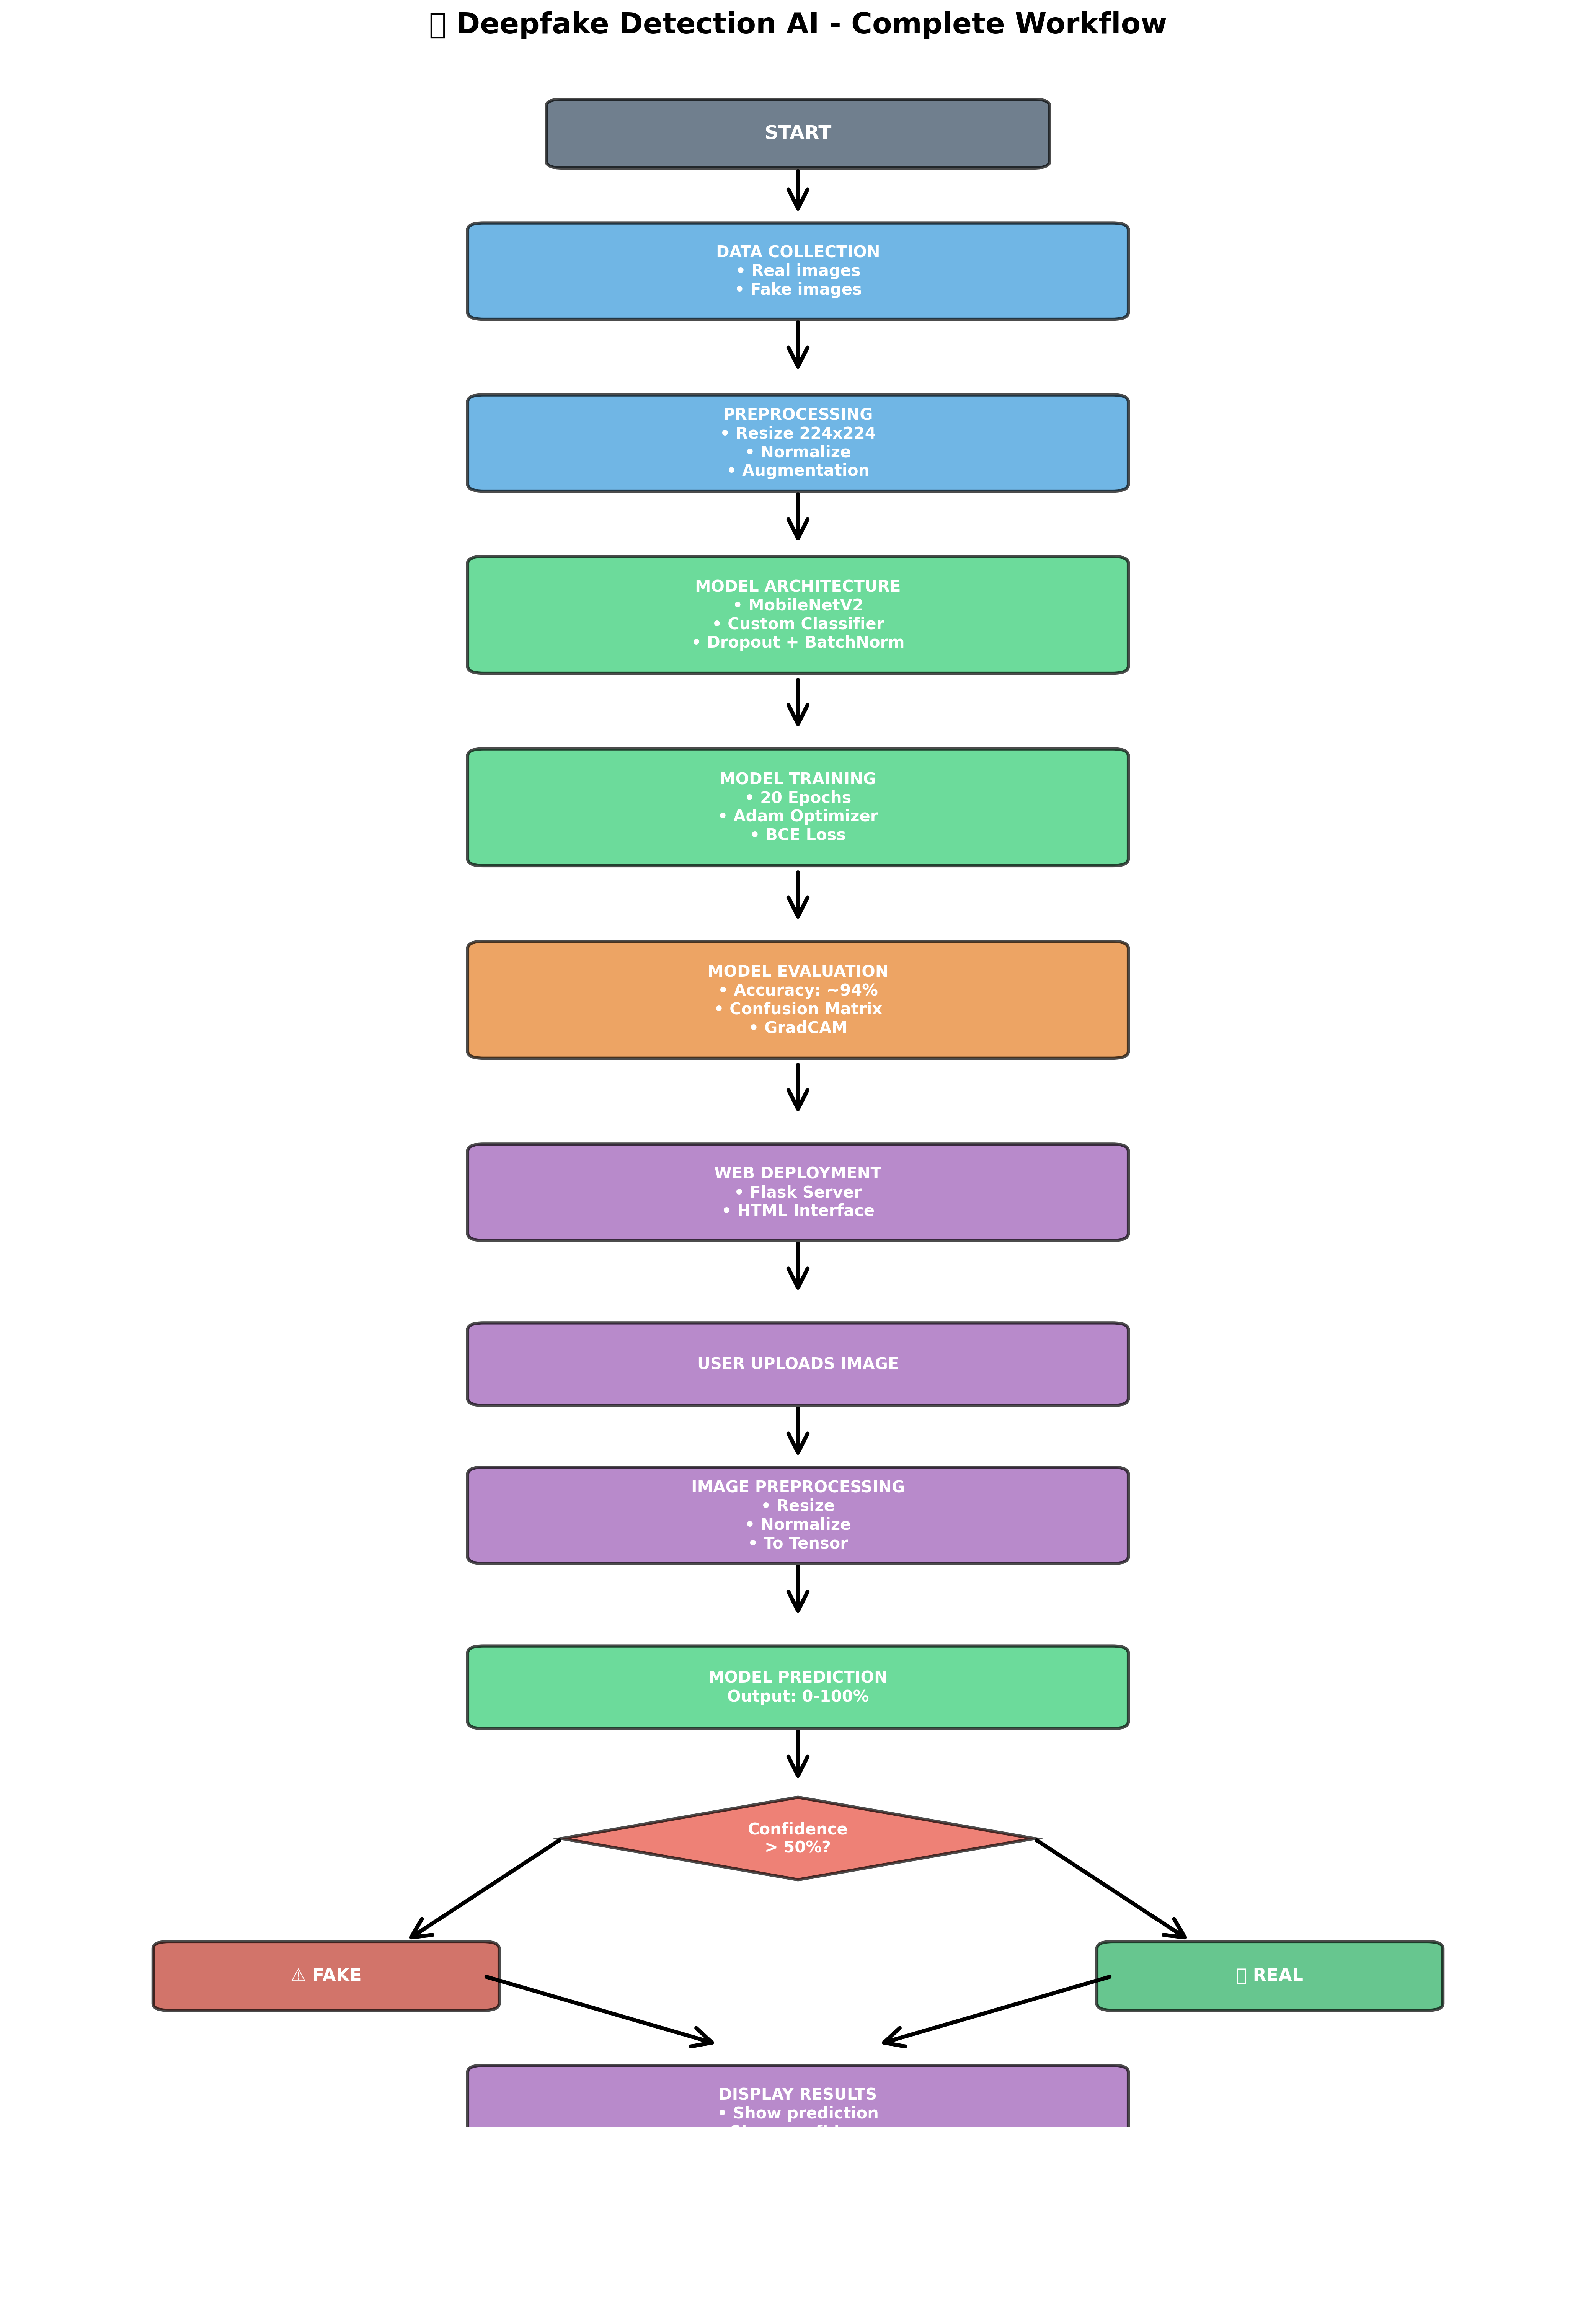 Deepfake Detection AI - Complete Workflow
START
DATA COLLECTION
• Real images
• Fake images
PREPROCESSING
• Resize 224x224
• Normalize
• Augmentation
MODEL ARCHITECTURE
• MobileNetV2
• Custom Classifier
• Dropout + BatchNorm
MODEL TRAINING
• 20 Epochs
• Adam Optimizer
• BCE Loss
MODEL EVALUATION
• Accuracy: ~94%
• Confusion Matrix
• GradCAM
WEB DEPLOYMENT
• Flask Server
• HTML Interface
USER UPLOADS IMAGE
IMAGE PREPROCESSING
• Resize
• Normalize
• To Tensor
MODEL PREDICTION
Output: 0-100%
Confidence
> 50%?
⚠ FAKE
REAL
DISPLAY RESULTS
• Show prediction